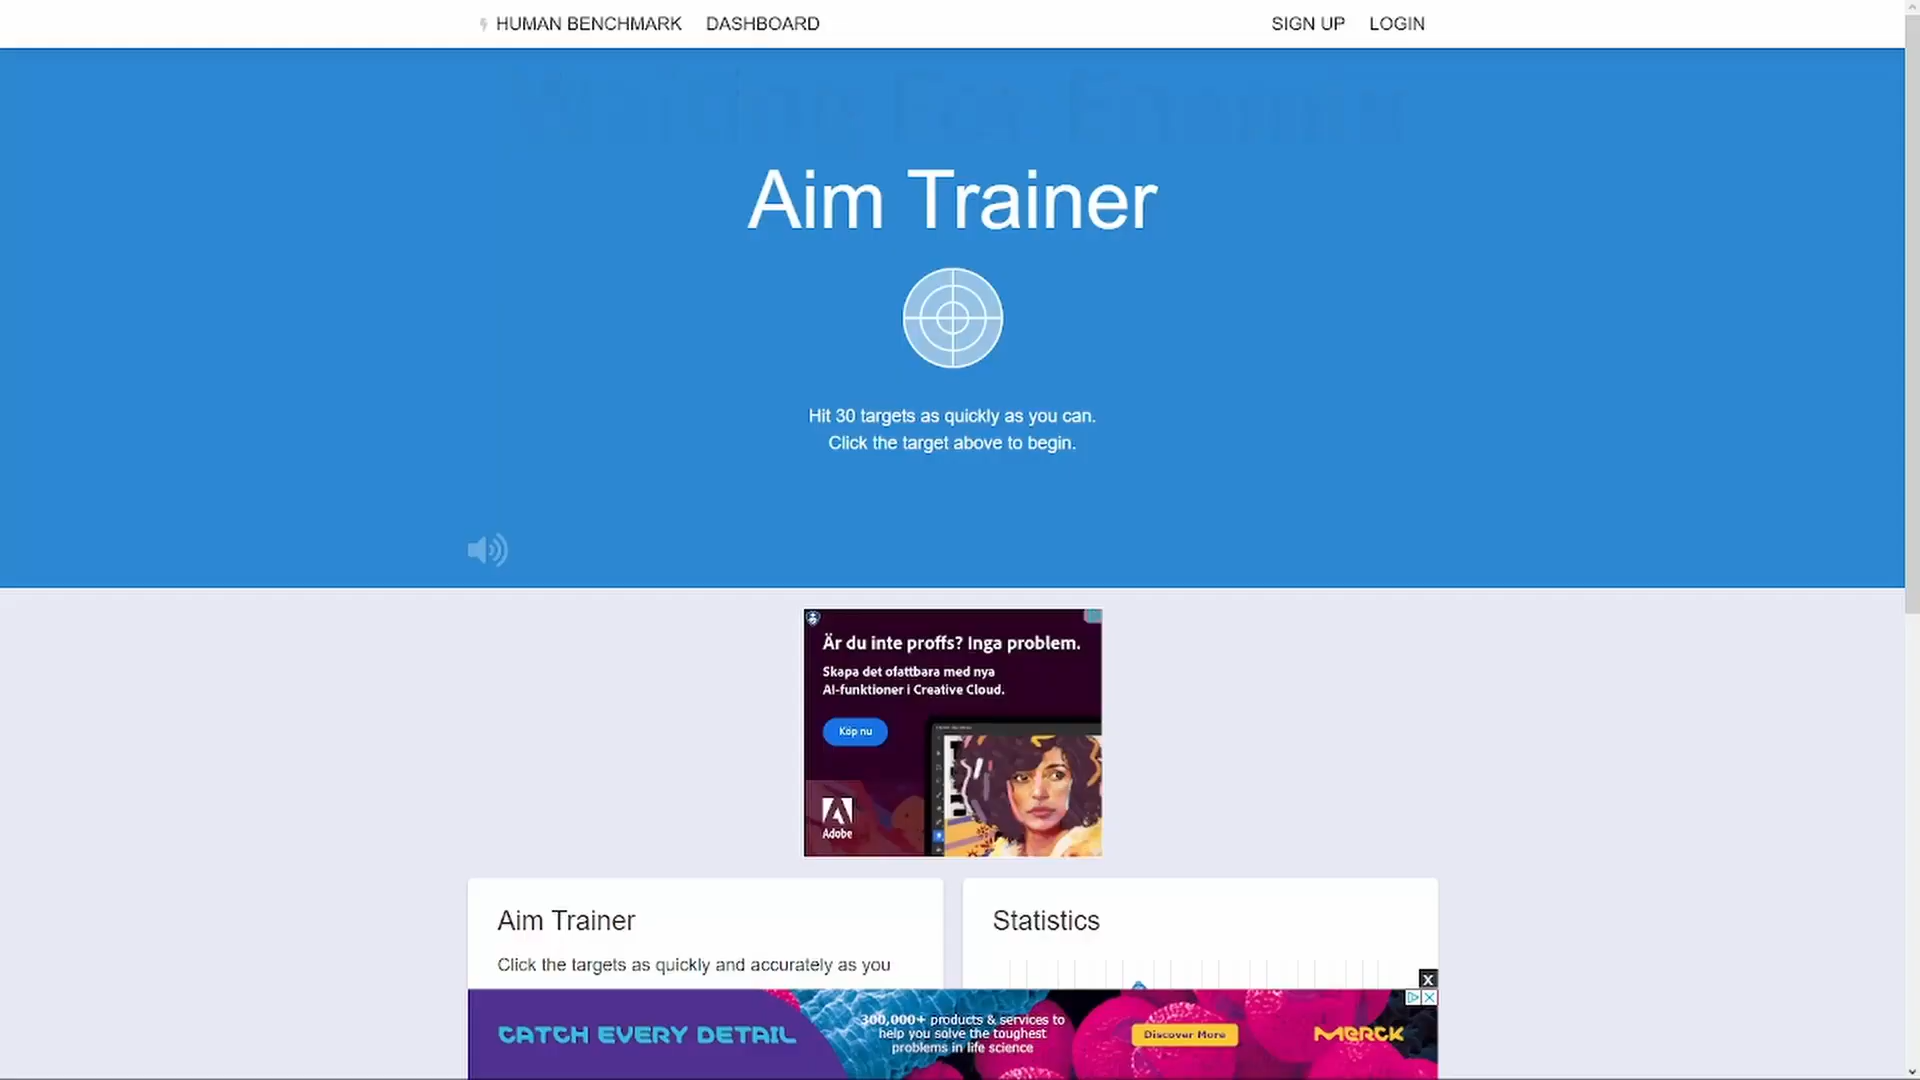 HUMAN BENCHMARK DASHBOARD SIGN UP LOGIN
Aim Trainer
Hit 30 targets as quickly as you can.
Click the target above to begin.
Är du inte proffs? Inga problem.
Skapa det ofattbara med nya
AI-funktioner i Creative Cloud.
Köp nu
Adobe
Aim Trainer
Click the targets as quickly and accurately as you
Statistics
X
CATCH EVERY DETAIL
300,000+ products & services to
help you solve the toughest
problems in life science
Discover More
MERCK